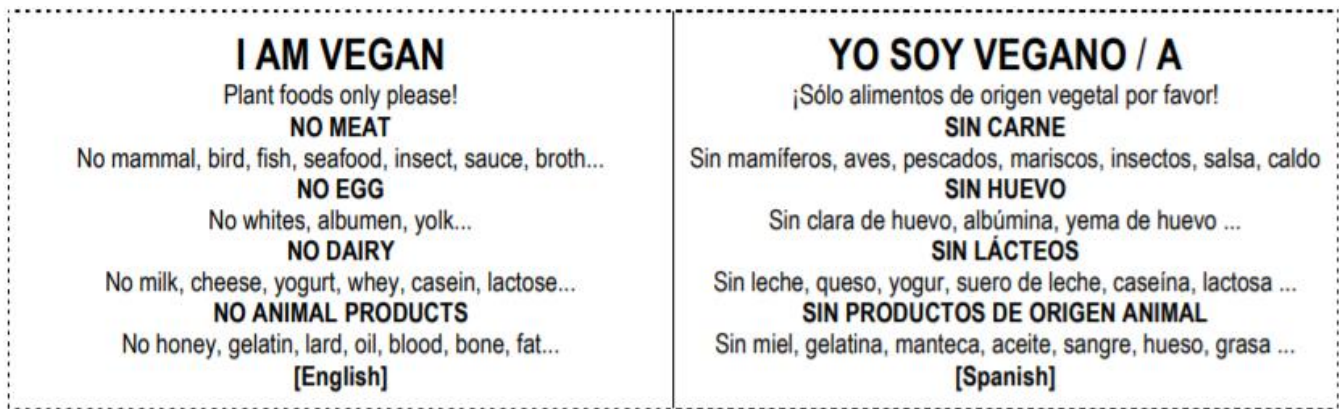 I AM VEGAN
Plant foods only please!
NO MEAT
No mammal, bird, fish, seafood, insect, sauce, broth...
NO EGG
No whites, albumen, yolk...
NO DAIRY
No milk, cheese, yogurt, whey, casein, lactose...
NO ANIMAL PRODUCTS
No honey, gelatin, lard, oil, blood, bone, fat...
[English]
YO SOY VEGANO / A
¡Sólo alimentos de origen vegetal por favor!
SIN CARNE
Sin mamíferos, aves, pescados, mariscos, insectos, salsa, caldo
SIN HUEVO
Sin clara de huevo, albúmina, yema de huevo ...
SIN LÁCTEOS
Sin leche, queso, yogur, suero de leche, caseína, lactosa ...
SIN PRODUCTOS DE ORIGEN ANIMAL
Sin miel, gelatina, manteca, aceite, sangre, hueso, grasa ...
[Spanish]